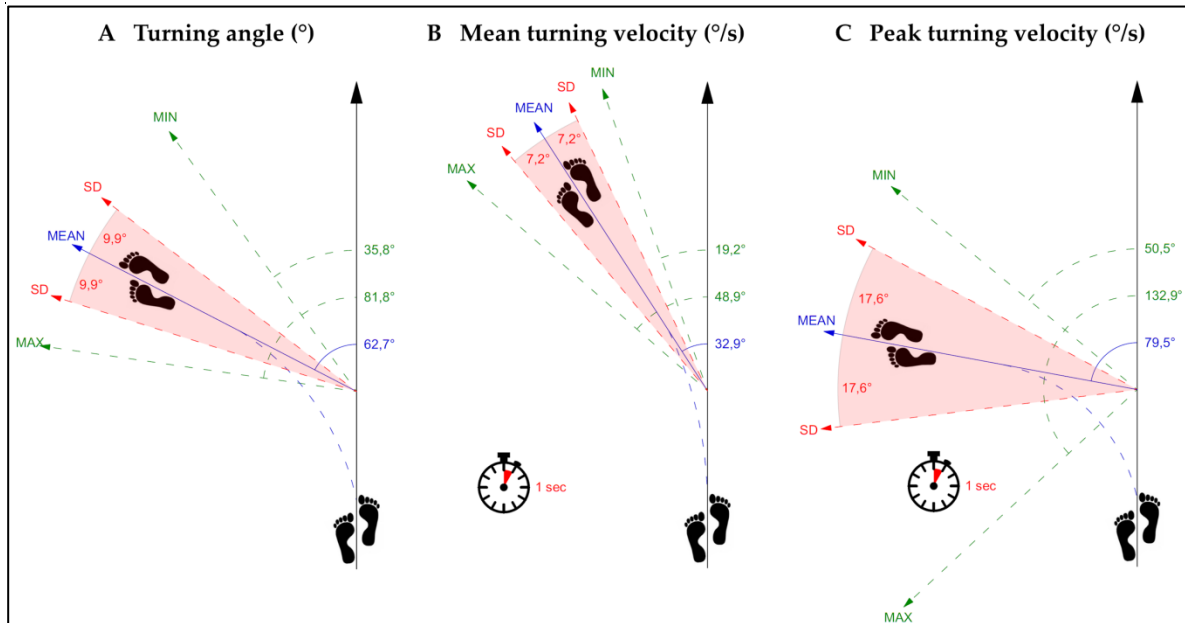 A Turning angle (°)
B Mean turning velocity (°/s)
C Peak turning velocity (°/s)
MIN
SD
MEAN
SD
MAX
9,9°
9,9°
35,8°
81,8°
62,7°
MIN
SD
MEAN
SD
MAX
7,2°
7,2°
19,2°
48,9°
32,9°
1 sec
MIN
SD
MEAN
SD
MAX
17,6°
17,6°
50,5°
132,9°
79,5°
1 sec